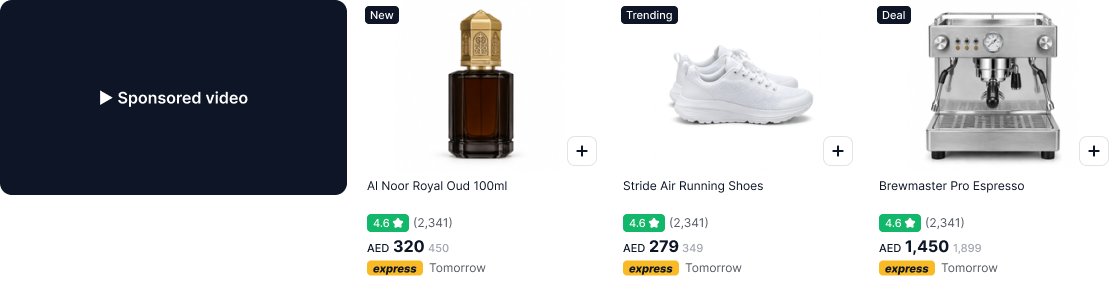 ▶ Sponsored video
New
Al Noor Royal Oud 100ml
4.6 ★ (2,341)
AED 320 450
express Tomorrow
Trending
Stride Air Running Shoes
4.6 ★ (2,341)
AED 279 349
express Tomorrow
Deal
Brewmaster Pro Espresso
4.6 ★ (2,341)
AED 1,450 1,899
express Tomorrow